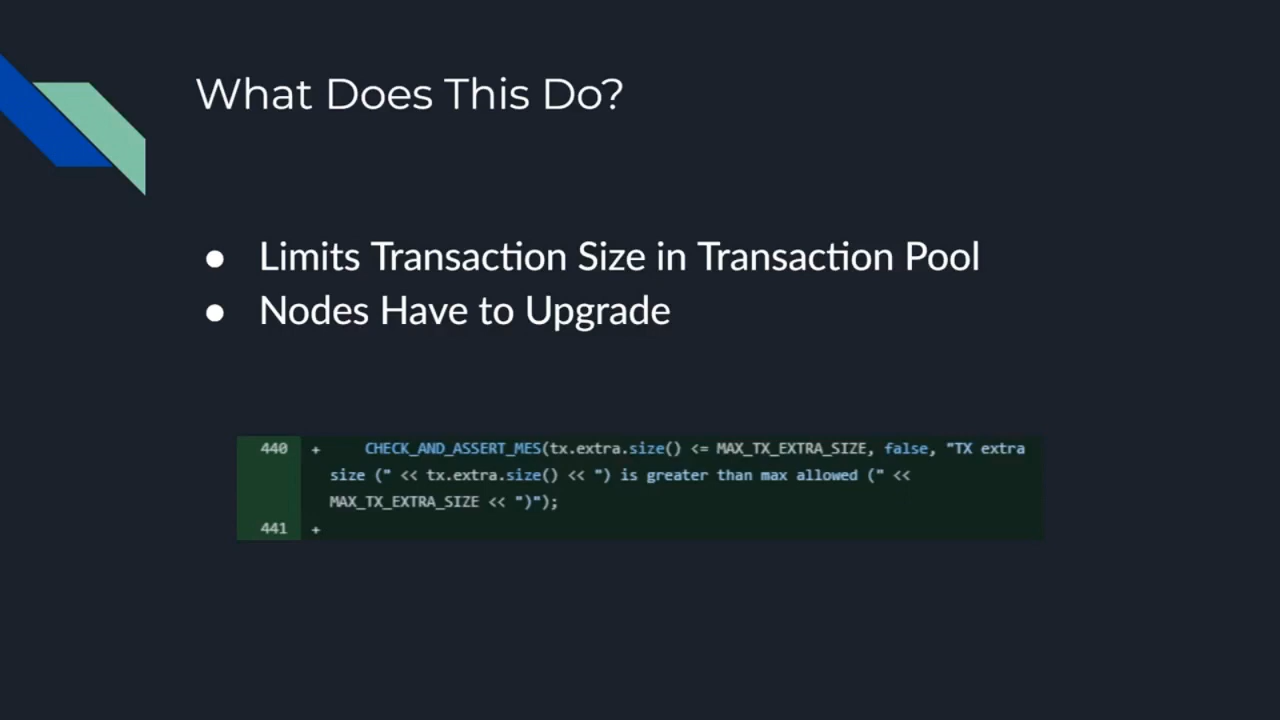 What Does This Do?
● Limits Transaction Size in Transaction Pool
● Nodes Have to Upgrade
440 + CHECK_AND_ASSERT_MES(tx.extra.size() <= MAX_TX_EXTRA_SIZE, false, "TX extra
size (" << tx.extra.size() << ") is greater than max allowed (" <<
MAX_TX_EXTRA_SIZE << ")");
441 +